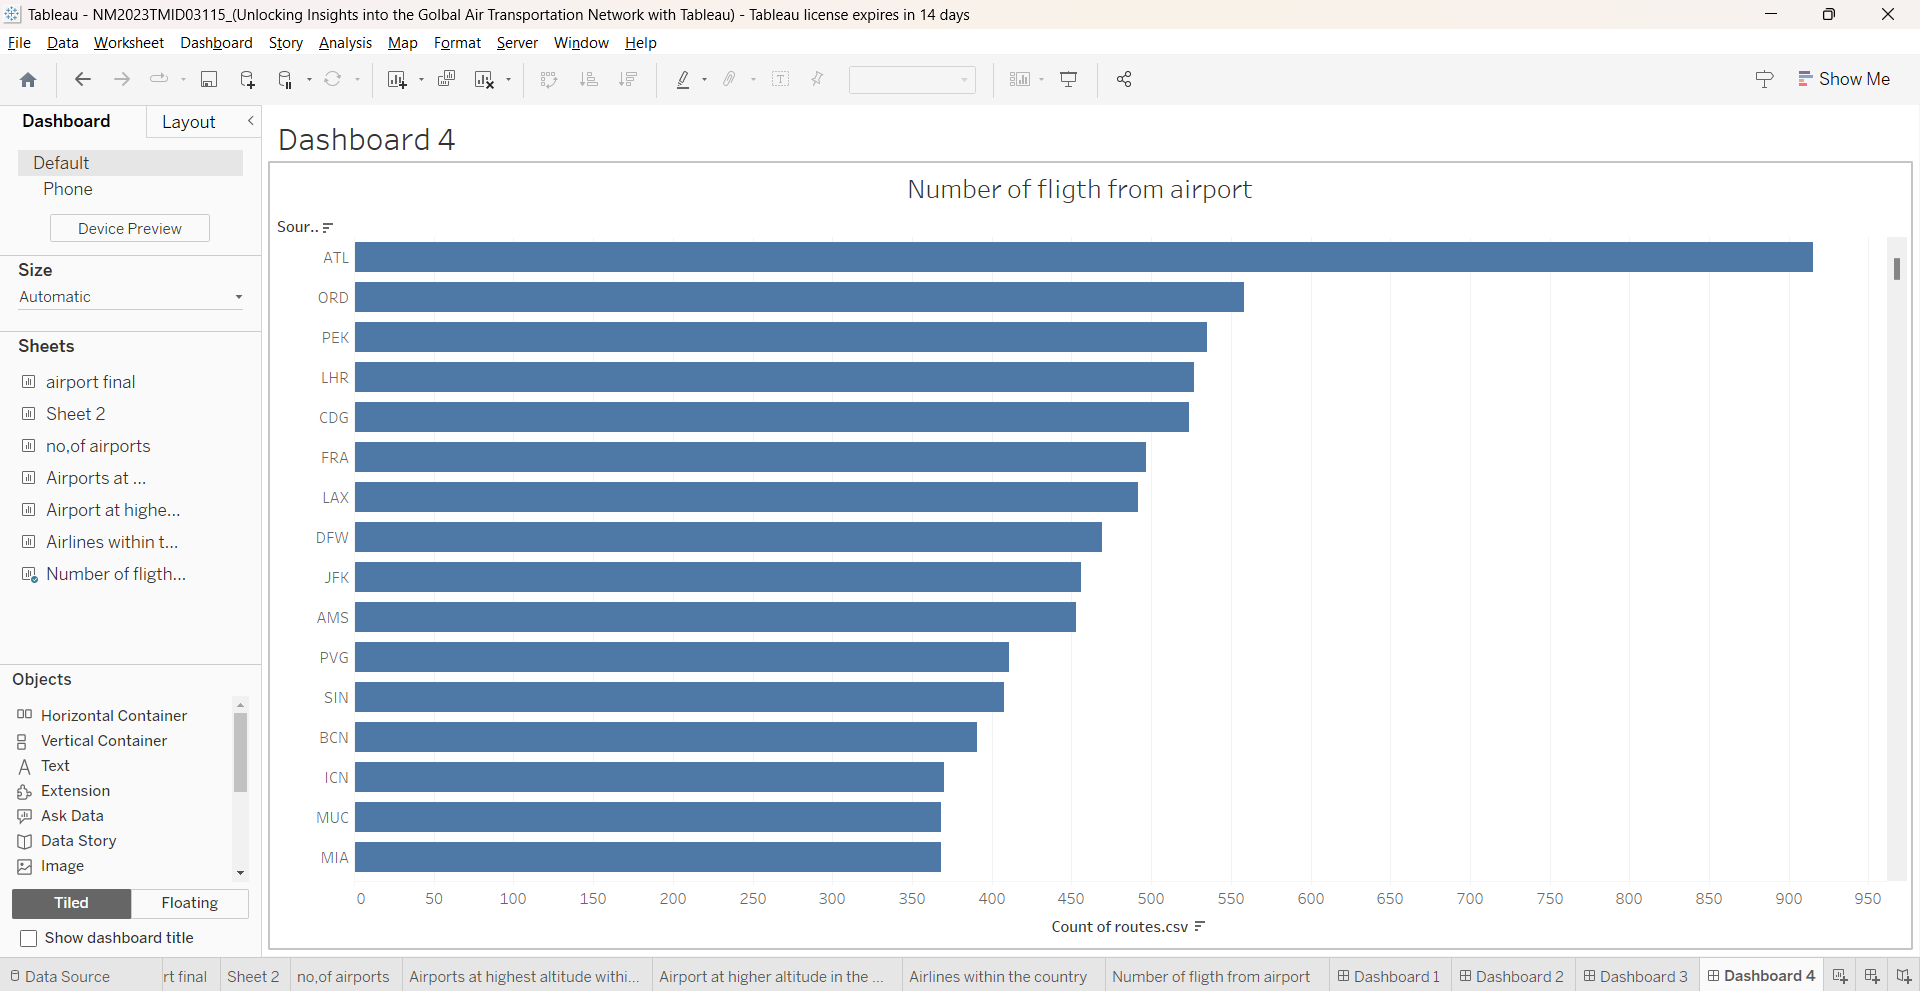 Tableau - NM2023TMID03115_(Unlocking Insights into the Golbal Air Transportation Network with Tableau) - Tableau license expires in 14 days
File Data Worksheet Dashboard Story Analysis Map Format Server Window Help
Show Me
Dashboard Layout
Default
Phone
Device Preview
Size
Automatic
Sheets
airport final
Sheet 2
no,of airports
Airports at ...
Airport at highe...
Airlines within t...
Number of fligth...
Objects
Horizontal Container
Vertical Container
Text
Extension
Ask Data
Data Story
Image
Tiled Floating
Show dashboard title
Dashboard 4
Number of fligth from airport
Sour..
ATL
ORD
PEK
LHR
CDG
FRA
LAX
DFW
JFK
AMS
PVG
SIN
BCN
ICN
MUC
MIA
0 50 100 150 200 250 300 350 400 450 500 550 600 650 700 750 800 850 900 950
Count of routes.csv
Data Source rt final Sheet 2 no,of airports Airports at highest altitude withi... Airport at higher altitude in the ... Airlines within the country Number of fligth from airport Dashboard 1 Dashboard 2 Dashboard 3 Dashboard 4